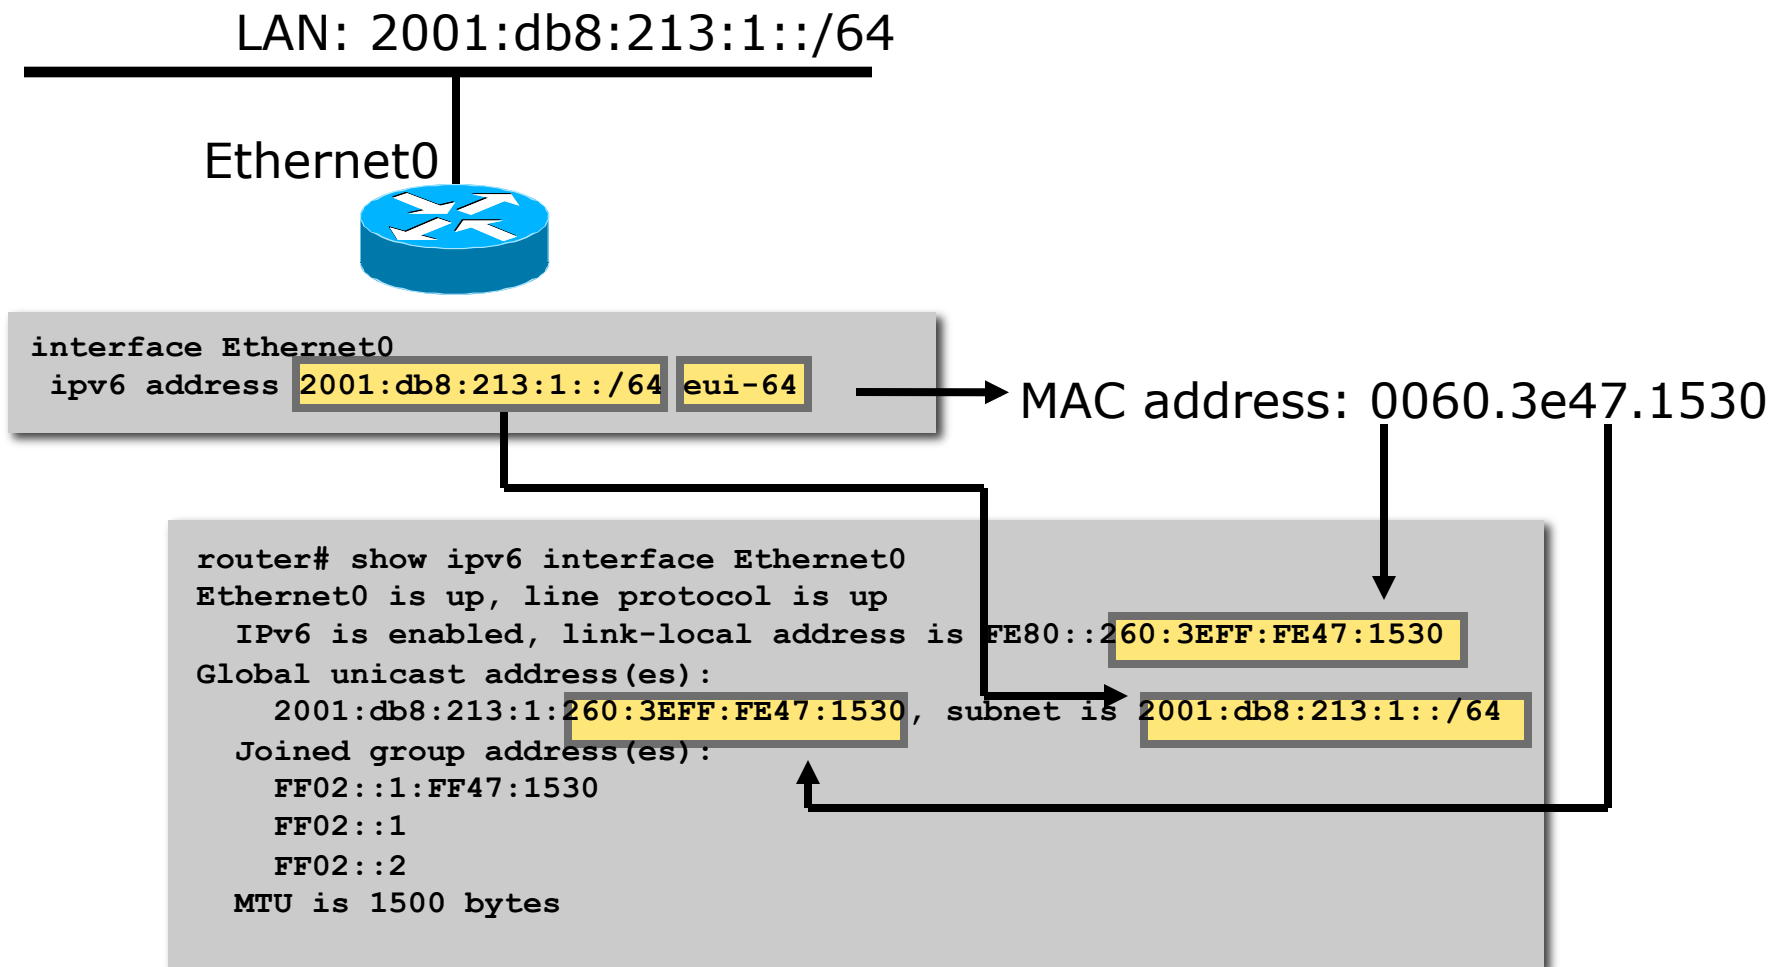 LAN: 2001:db8:213:1::/64
Ethernet0
interface Ethernet0
ipv6 address 2001:db8:213:1::/64 eui-64
MAC address: 0060.3e47.1530
router# show ipv6 interface Ethernet0
Ethernet0 is up, line protocol is up
IPv6 is enabled, link-local address is FE80::260:3EFF:FE47:1530
Global unicast address(es):
2001:db8:213:1:260:3EFF:FE47:1530, subnet is 2001:db8:213:1::/64
Joined group address(es):
FF02::1:FF47:1530
FF02::1
FF02::2
MTU is 1500 bytes